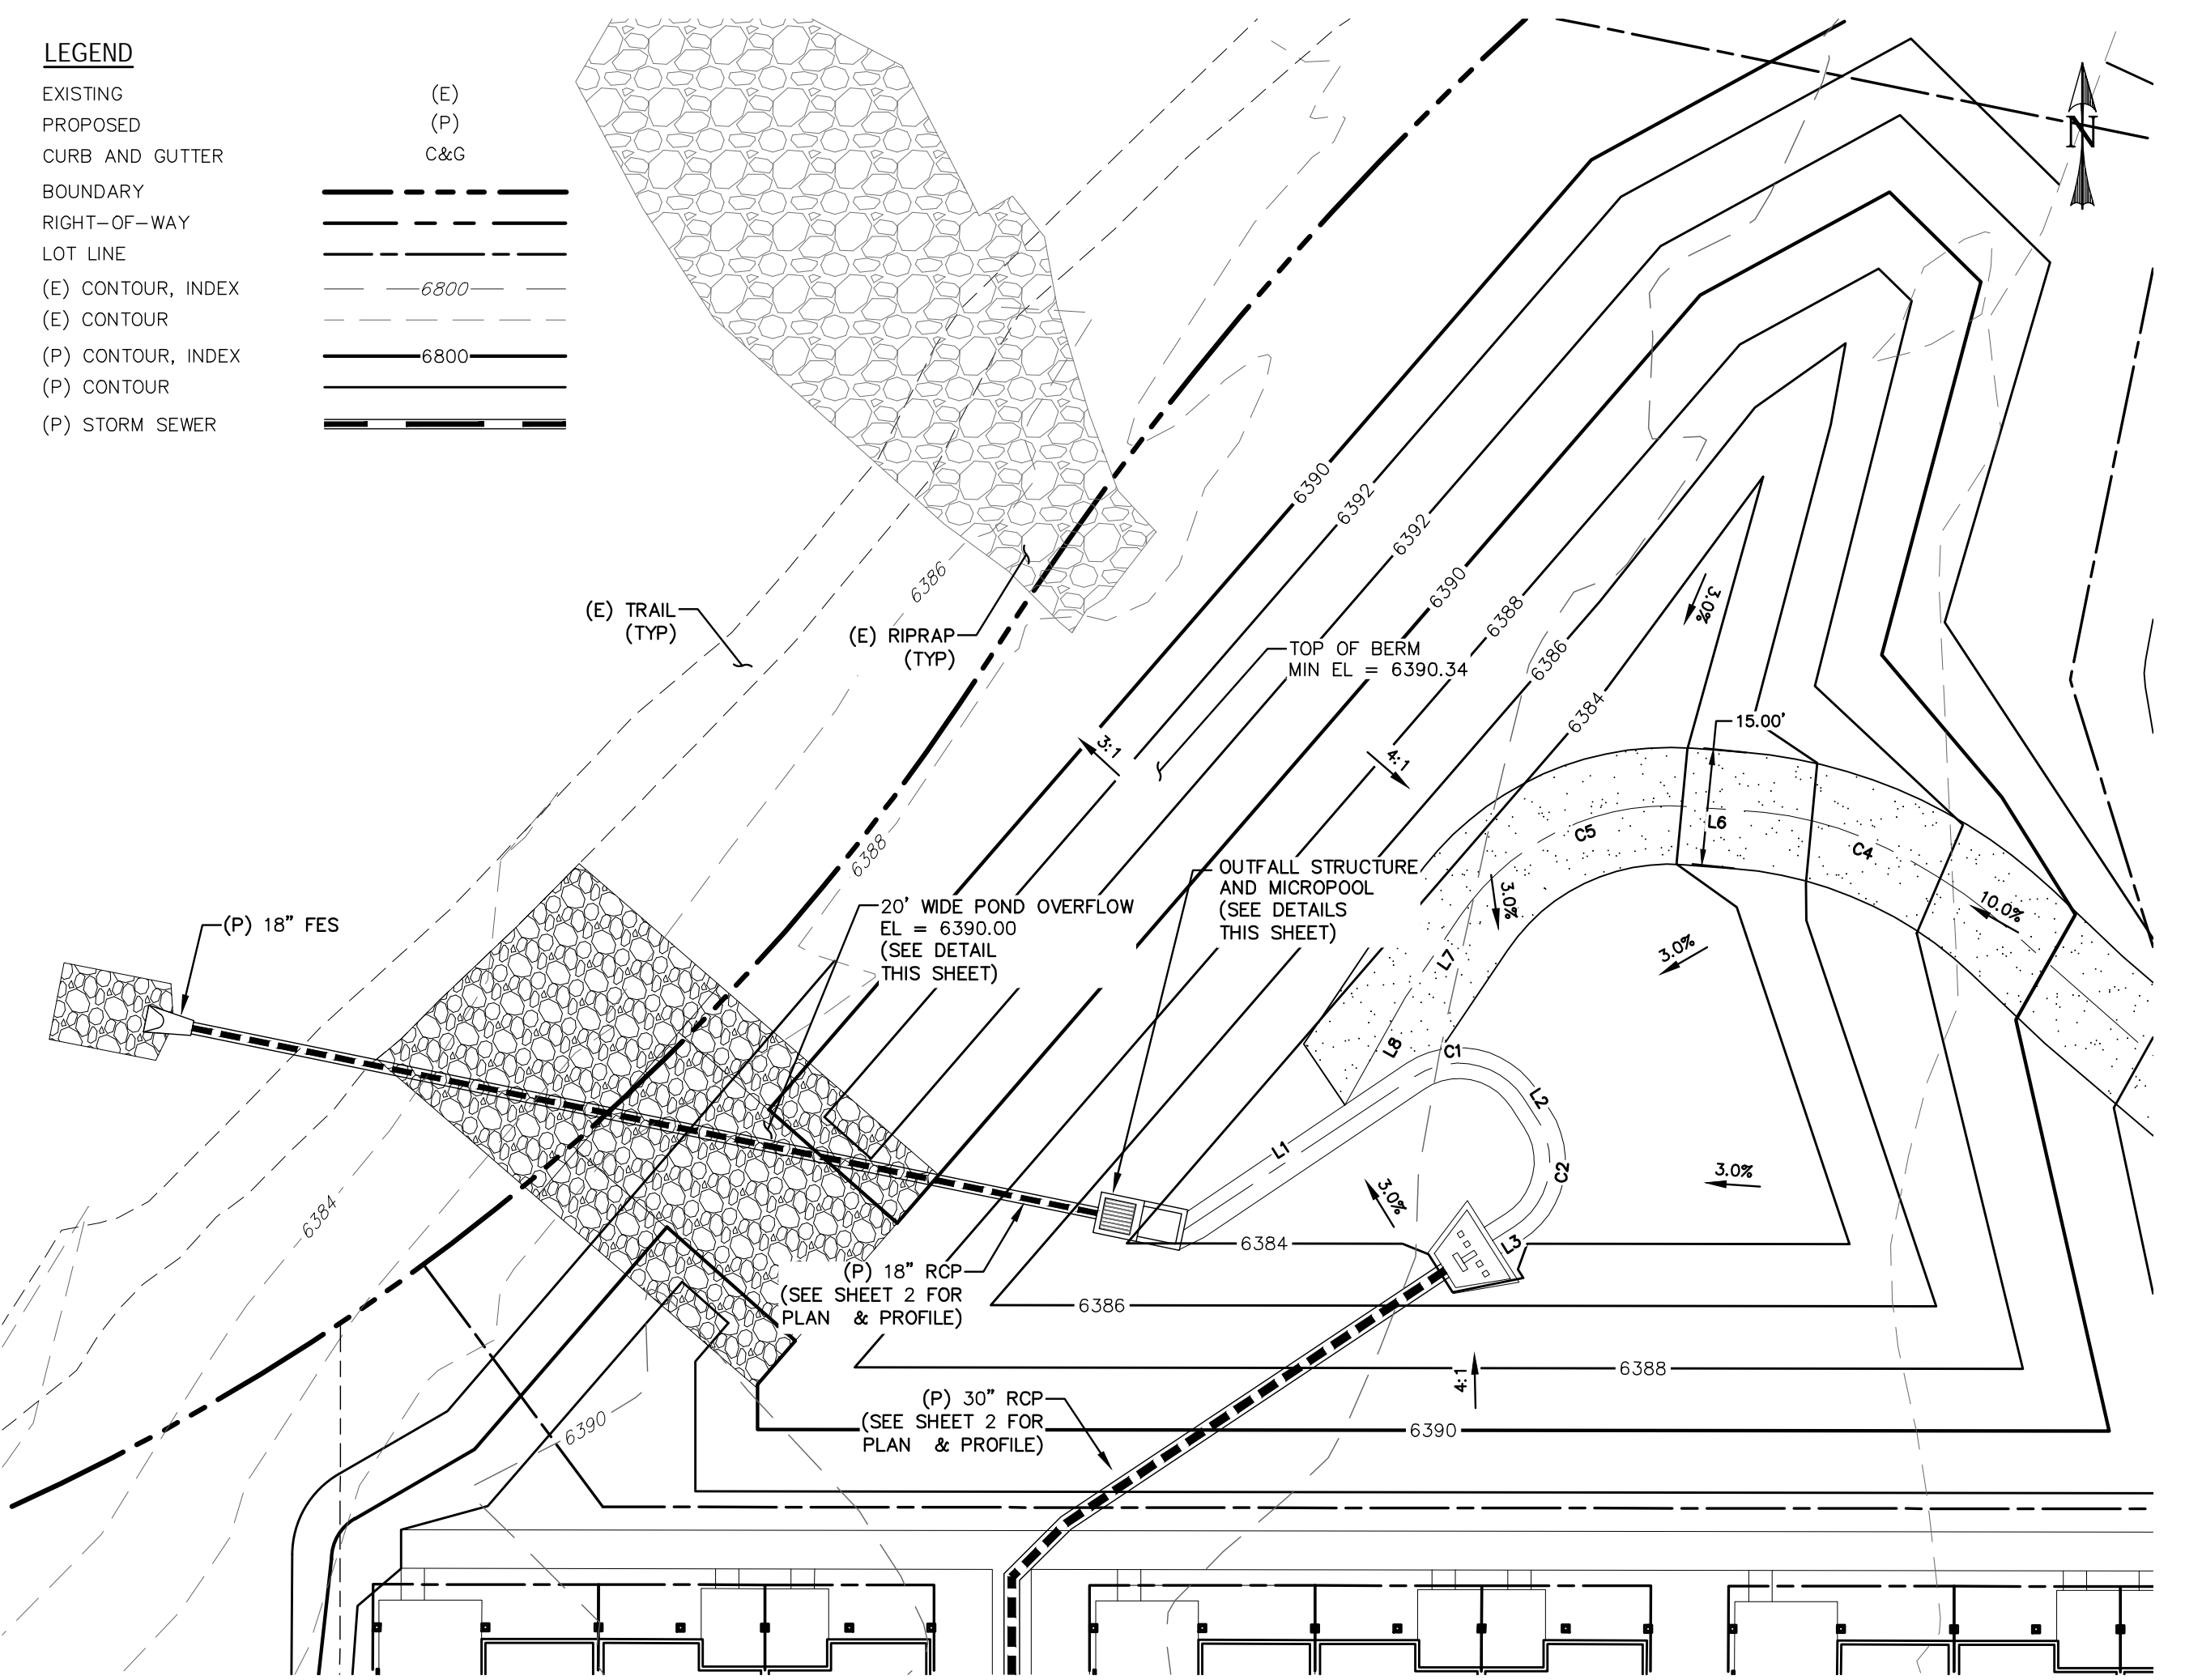 LEGEND
EXISTING (E)
PROPOSED (P)
CURB AND GUTTER C&G
BOUNDARY
RIGHT-OF-WAY
LOT LINE
(E) CONTOUR, INDEX 6800
(E) CONTOUR
(P) CONTOUR, INDEX 6800
(P) CONTOUR
(P) STORM SEWER
N
6390
6392
6392
6390
6388
6386
6384
6386
(E) TRAIL
(TYP)
(E) RIPRAP
(TYP)
TOP OF BERM
MIN EL = 6390.34
3.0%
15.00'
3:1
4:1
L6
C5
C4
10.0%
6388
OUTFALL STRUCTURE
AND MICROPOOL
(SEE DETAILS
THIS SHEET)
20' WIDE POND OVERFLOW
EL = 6390.00
(SEE DETAIL
THIS SHEET)
(P) 18" FES
3.0%
L7
3.0%
L8
C1
L2
L1
C2
3.0%
3.0%
L3
6384
6384
(P) 18" RCP
(SEE SHEET 2 FOR
PLAN & PROFILE)
6386
6388
4:1
(P) 30" RCP
(SEE SHEET 2 FOR
PLAN & PROFILE)
6390
6390